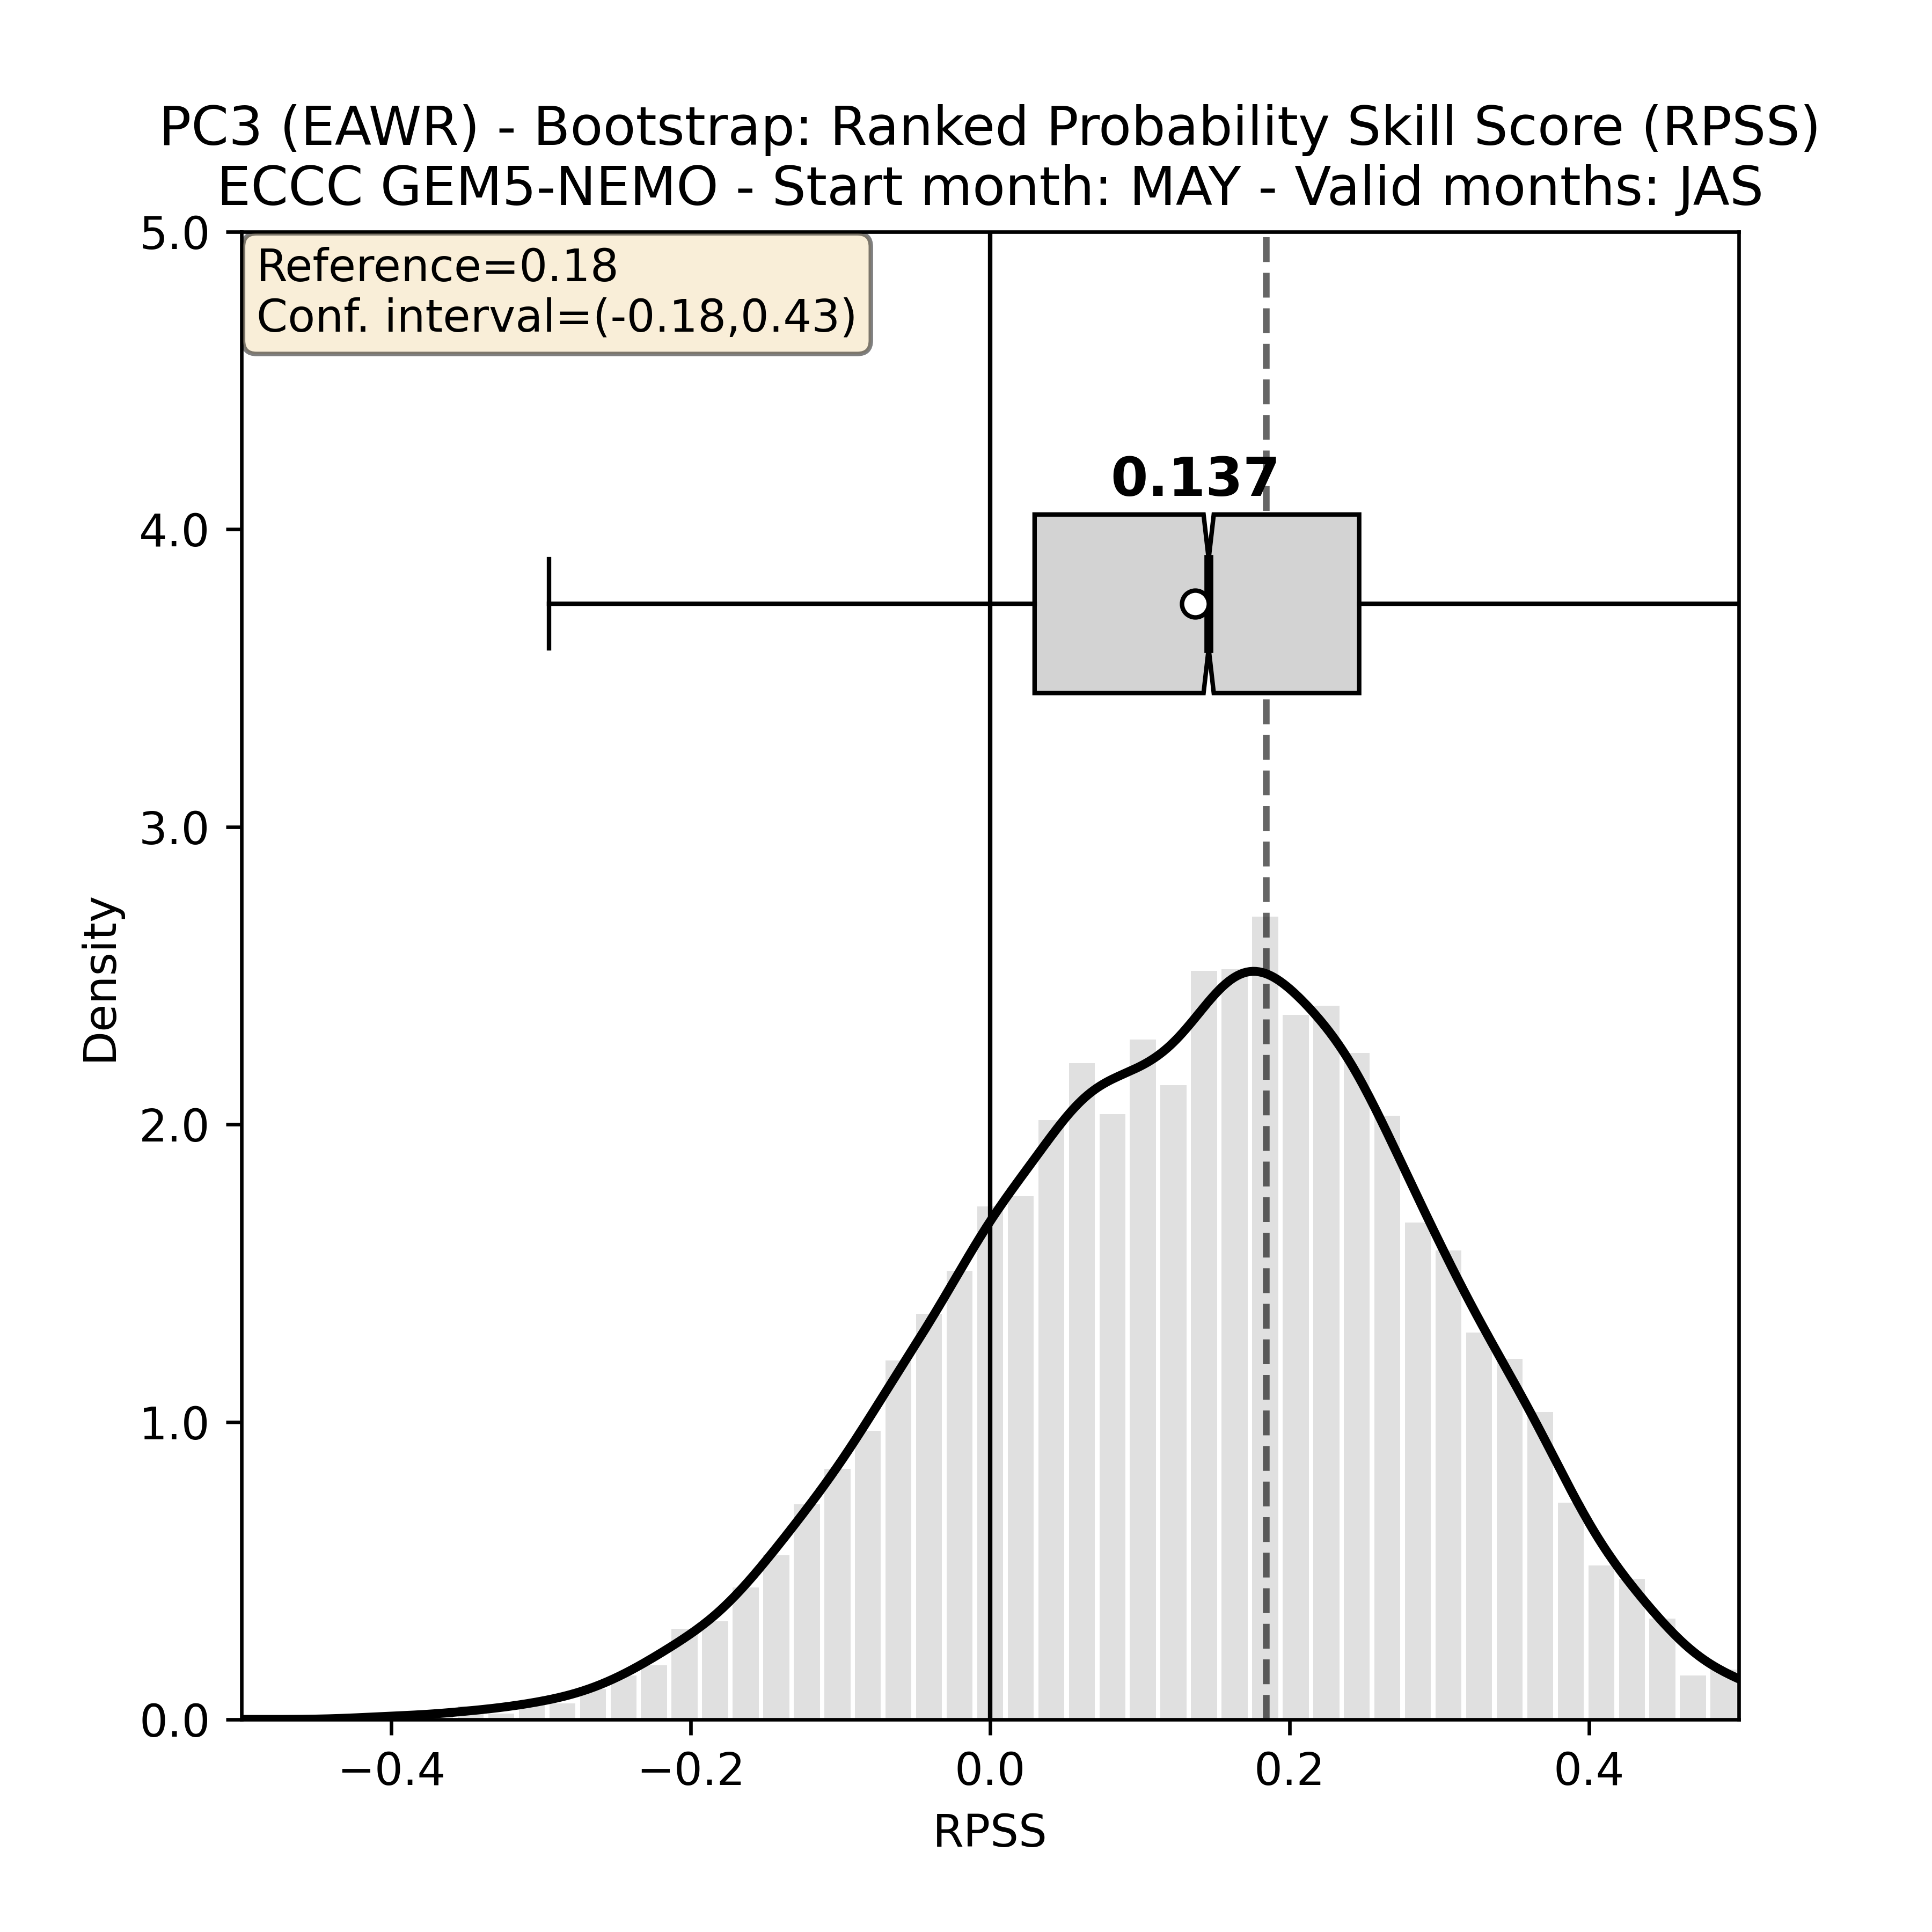 PC3 (EAWR) - Bootstrap: Ranked Probability Skill Score (RPSS)
ECCC GEM5-NEMO - Start month: MAY - Valid months: JAS
5.0
Reference=0.18
Conf. interval=(-0.18,0.43)
0.137
4.0
3.0
Density
2.0
1.0
0.0
−0.4 −0.2 0.0 0.2 0.4
RPSS